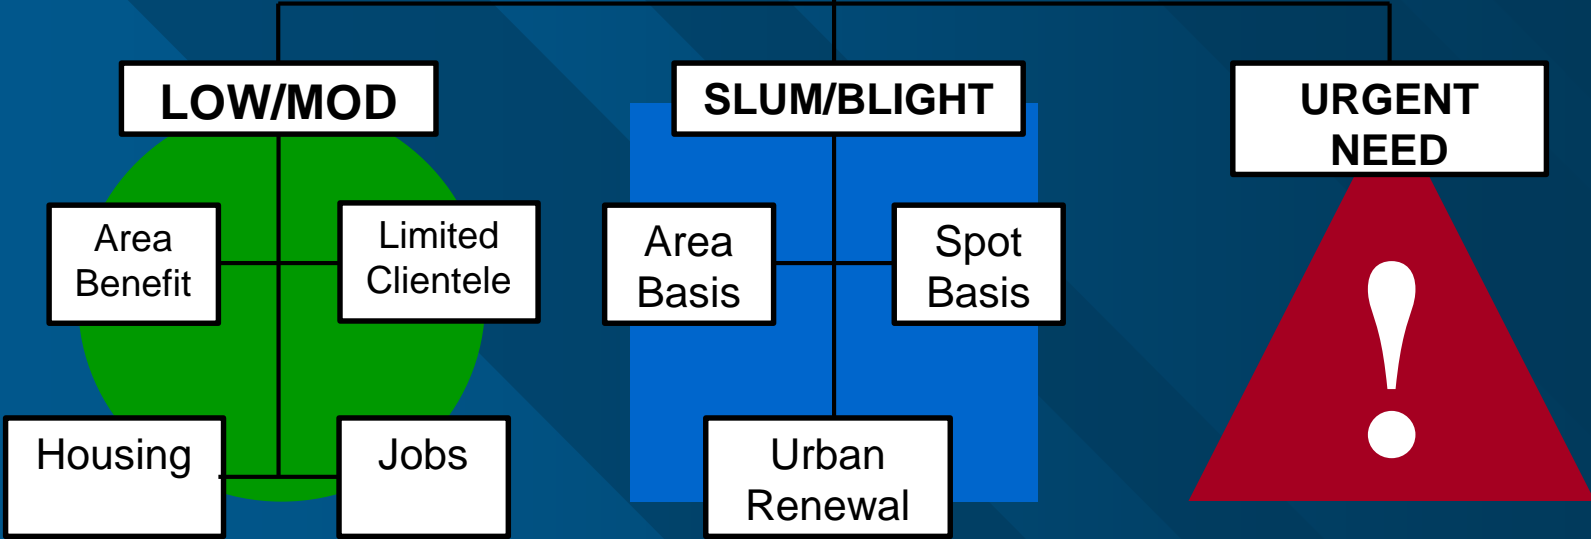 LOW/MOD
SLUM/BLIGHT
URGENT
NEED
Area
Benefit
Limited
Clientele
Area
Basis
Spot
Basis
!
Housing
Jobs
Urban
Renewal